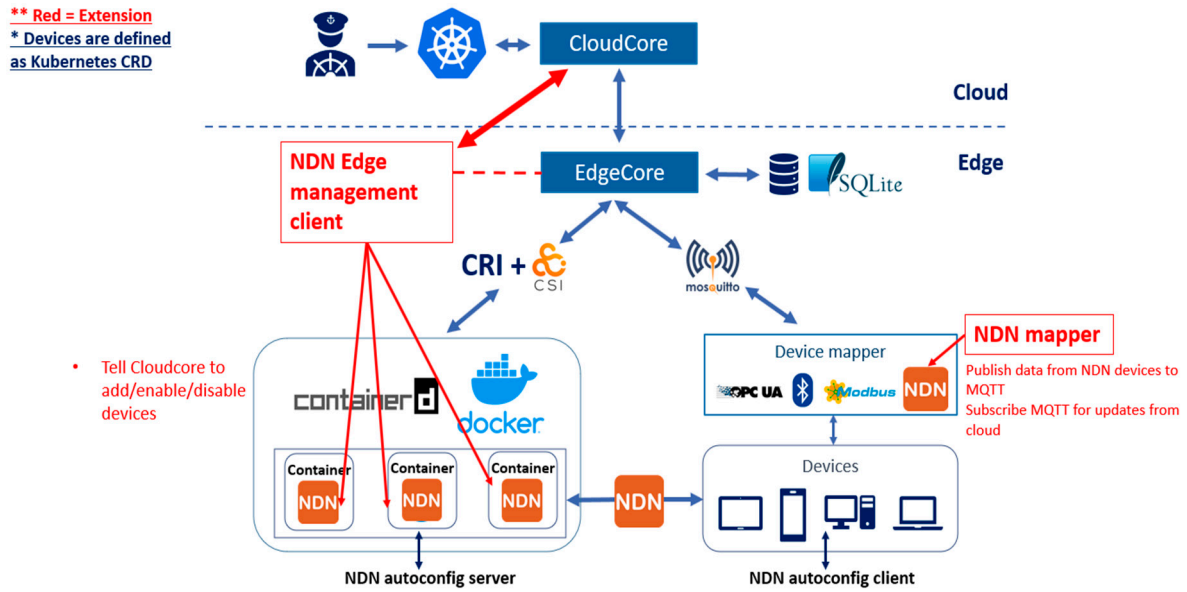 ** Red = Extension
* Devices are defined
as Kubernetes CRD
CloudCore
Cloud
NDN Edge
management
client
EdgeCore
Edge
SQLite
CRI +
CSI
mosquitto
NDN mapper
Publish data from NDN devices to
MQTT
Subscribe MQTT for updates from
cloud
Device mapper
OPC UA
Modbus
NDN
• Tell Cloudcore to
add/enable/disable
devices
containerd
docker
Container
NDN
Container
NDN
Container
NDN
NDN
Devices
NDN autoconfig server
NDN autoconfig client